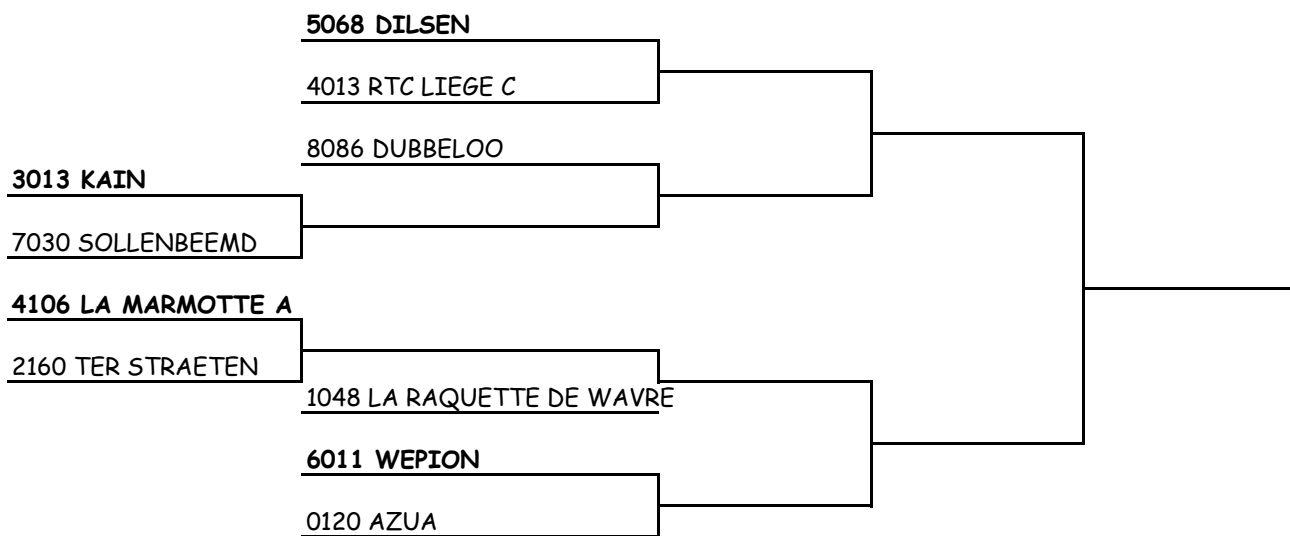 5068 DILSEN
4013 RTC LIEGE C
8086 DUBBELOO
3013 KAIN
7030 SOLLENBEEMD
4106 LA MARMOTTE A
2160 TER STRAETEN
1048 LA RAQUETTE DE WAVRE
6011 WEPION
0120 AZUA